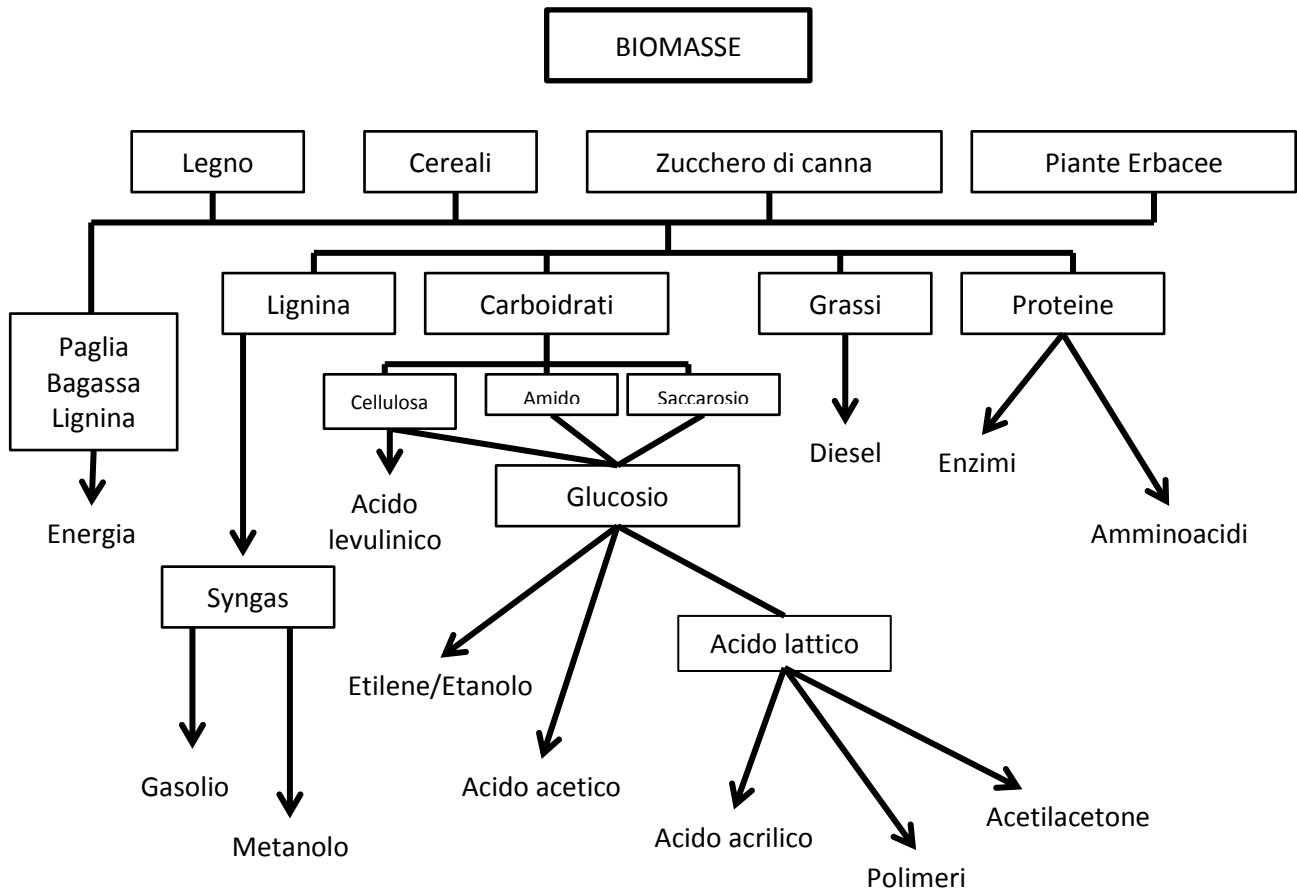 BIOMASSE
Legno
Cereali
Zucchero di canna
Piante Erbacee
Lignina
Carboidrati
Grassi
Proteine
Paglia
Bagassa
Lignina
Cellulosa
Amido
Saccarosio
Diesel
Enzimi
Glucosio
Acido
levulinico
Energia
Amminoacidi
Syngas
Acido lattico
Etilene/Etanolo
Gasolio
Acido acetico
Acetilacetone
Acido acrilico
Metanolo
Polimeri